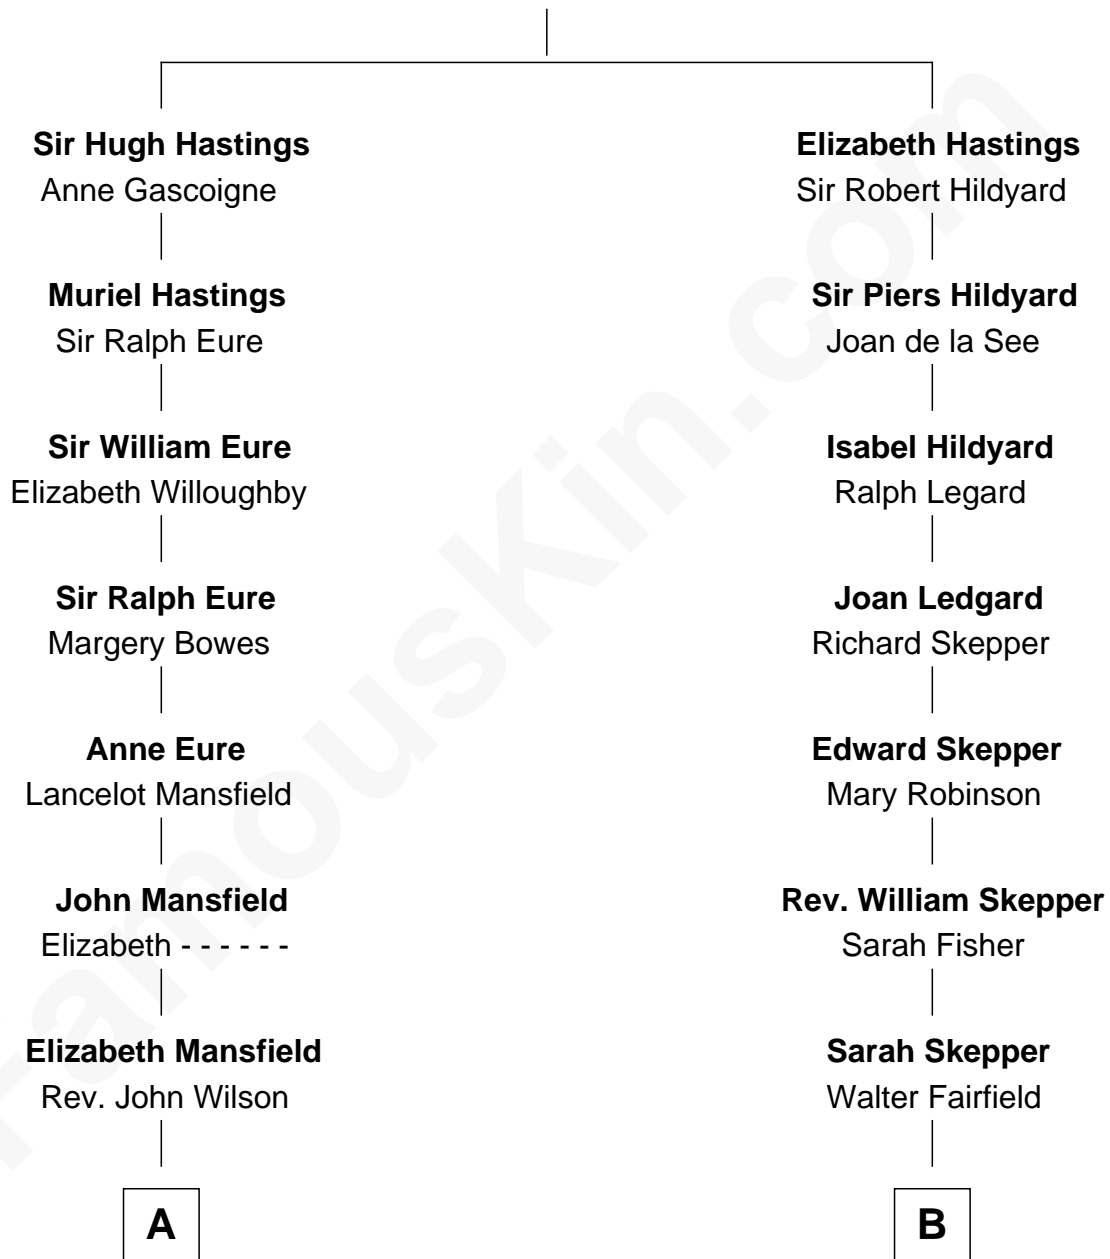 Sir Hugh Hastings
Anne Gascoigne
Muriel Hastings
Sir Ralph Eure
Sir William Eure
Elizabeth Willoughby
Sir Ralph Eure
Margery Bowes
Anne Eure
Lancelot Mansfield
John Mansfield
Elizabeth - - - - - -
Elizabeth Mansfield
Rev. John Wilson
A
Elizabeth Hastings
Sir Robert Hildyard
Sir Piers Hildyard
Joan de la See
Isabel Hildyard
Ralph Legard
Joan Ledgard
Richard Skepper
Edward Skepper
Mary Robinson
Rev. William Skepper
Sarah Fisher
Sarah Skepper
Walter Fairfield
B
FamousKin.com